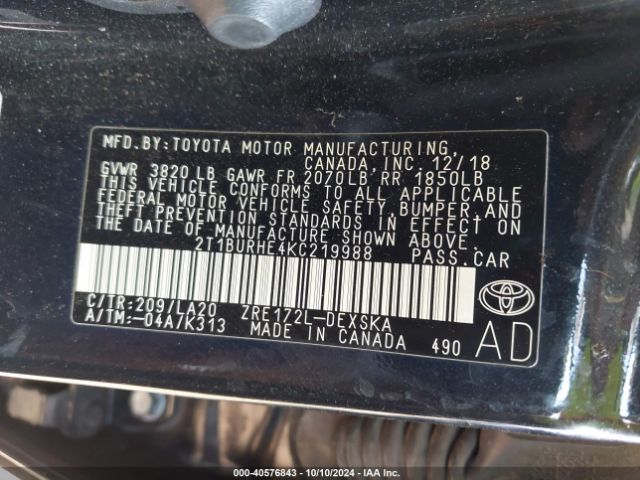 MFD.BY:TOYOTA MOTOR MANUFACTURING,
CANADA, INC. 12/18
GVWR 3820 LB GAWR FR 2070LB RR 1850LB
THIS VEHICLE CONFORMS TO ALL APPLICABLE
FEDERAL MOTOR VEHICLE SAFETY, BUMPER, AND
THEFT PREVENTION STANDARDS IN EFFECT ON
THE DATE OF MANUFACTURE SHOWN ABOVE.
2T1BURHE4KC219988 PASS.CAR
C/TR:209/LA20 ZRE172L-DEXSKA
A/TM:-04A/K313 MADE IN CANADA 490 AD
000-40576843 - 10/10/2024 - IAA Inc.